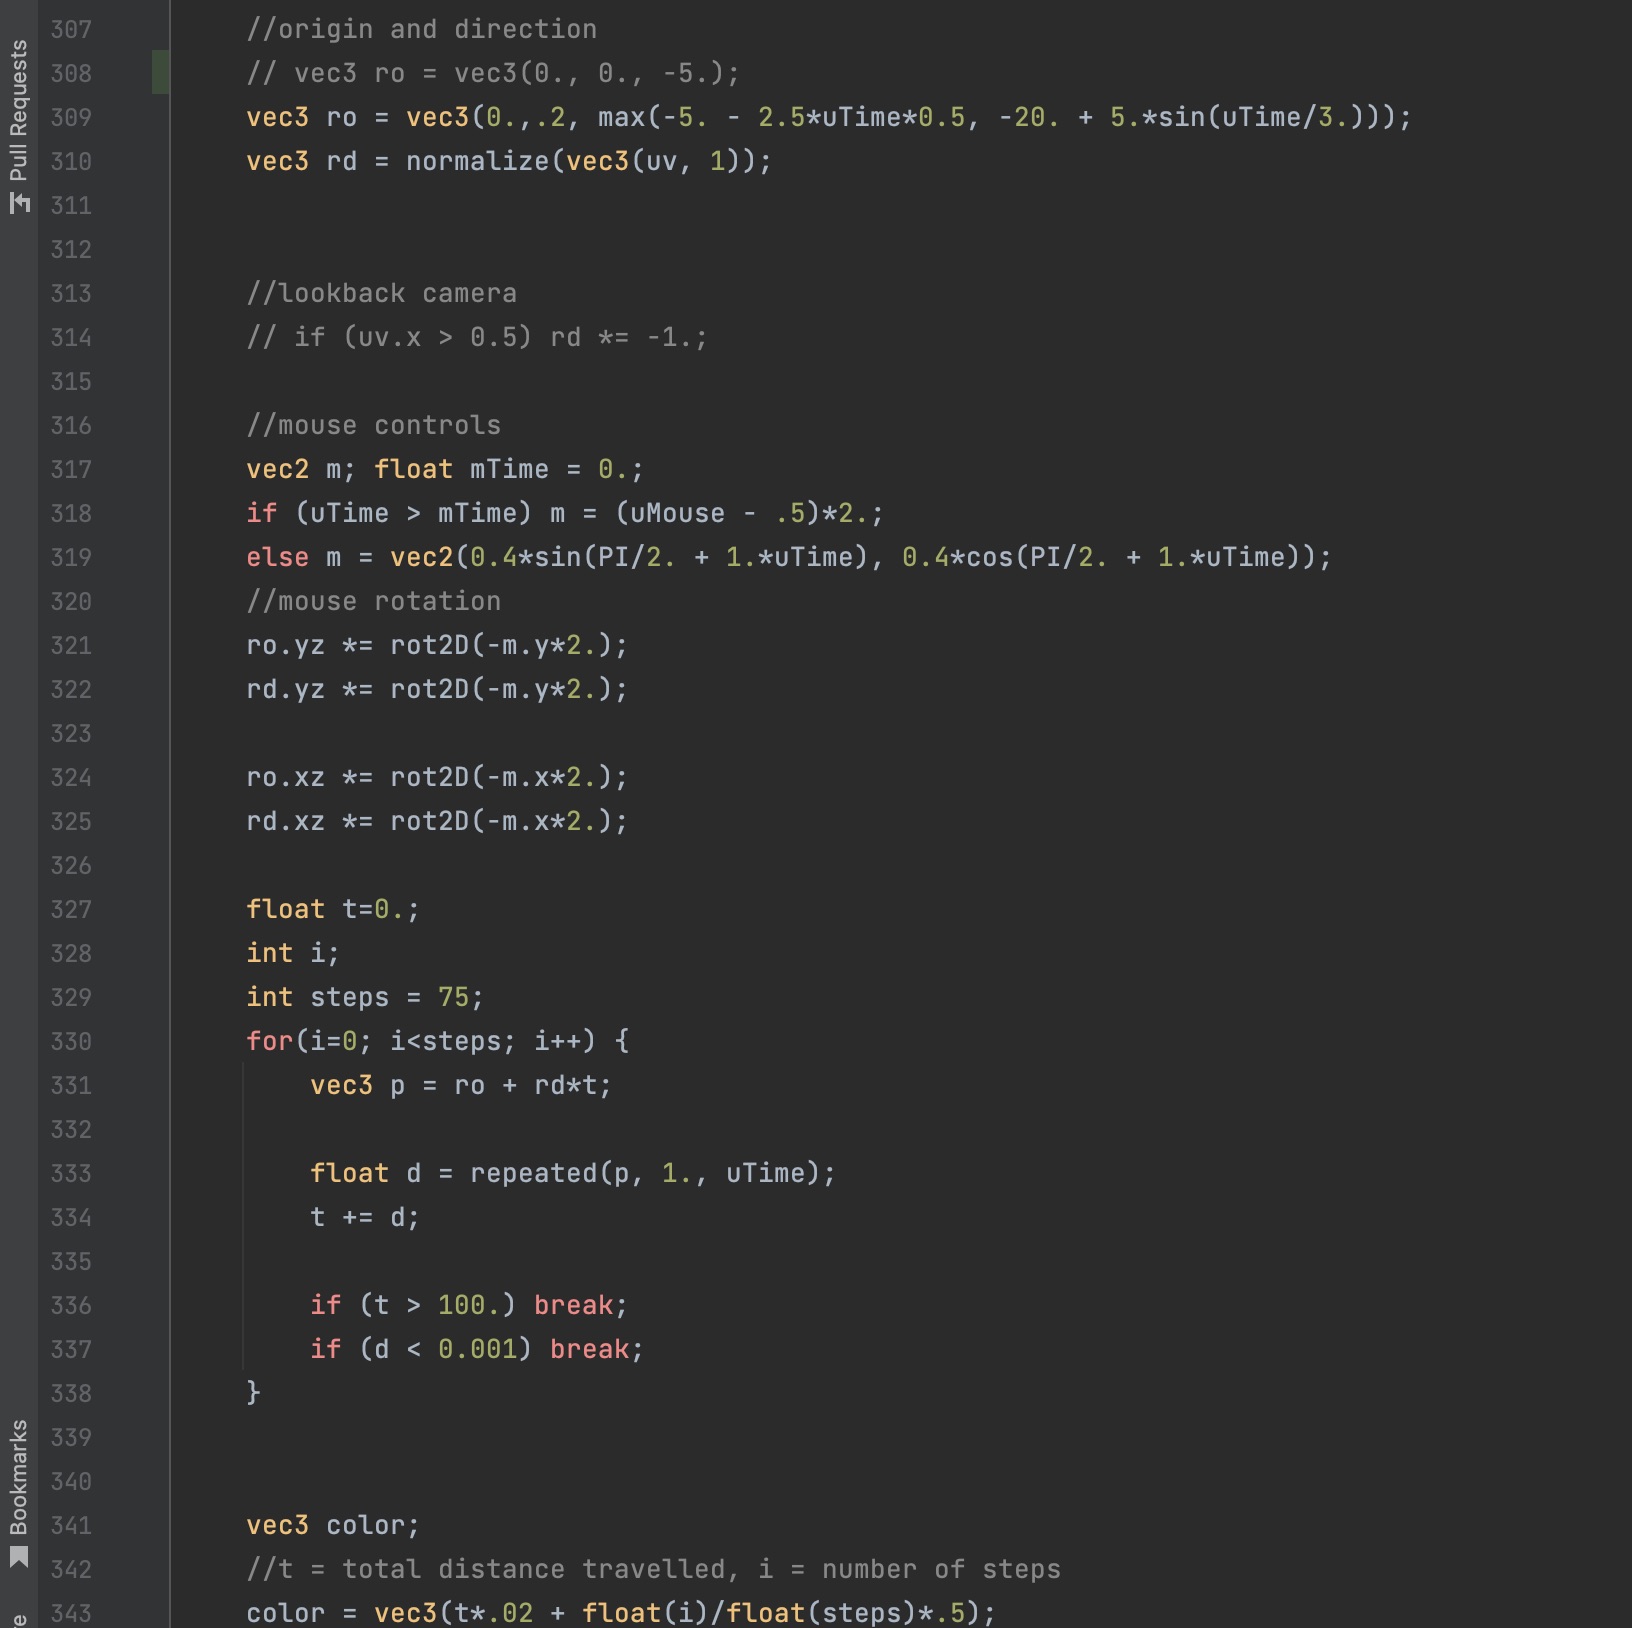 Pull Requests
Bookmarks
307 //origin and direction
308 // vec3 ro = vec3(0., 0., -5.);
309 vec3 ro = vec3(0.,.2, max(-5. - 2.5*uTime*0.5, -20. + 5.*sin(uTime/3.)));
310 vec3 rd = normalize(vec3(uv, 1));
311
312
313 //lookback camera
314 // if (uv.x > 0.5) rd *= -1.;
315
316 //mouse controls
317 vec2 m; float mTime = 0.;
318 if (uTime > mTime) m = (uMouse - .5)*2.;
319 else m = vec2(0.4*sin(PI/2. + 1.*uTime), 0.4*cos(PI/2. + 1.*uTime));
320 //mouse rotation
321 ro.yz *= rot2D(-m.y*2.);
322 rd.yz *= rot2D(-m.y*2.);
323
324 ro.xz *= rot2D(-m.x*2.);
325 rd.xz *= rot2D(-m.x*2.);
326
327 float t=0.;
328 int i;
329 int steps = 75;
330 for(i=0; i<steps; i++) {
331 vec3 p = ro + rd*t;
332
333 float d = repeated(p, 1., uTime);
334 t += d;
335
336 if (t > 100.) break;
337 if (d < 0.001) break;
338 }
339
340
341 vec3 color;
342 //t = total distance travelled, i = number of steps
343 color = vec3(t*.02 + float(i)/float(steps)*.5);